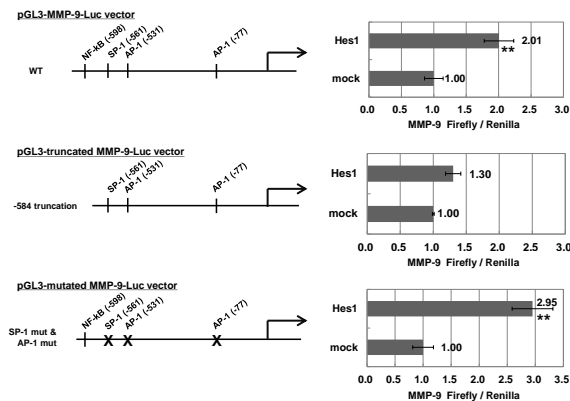 pGL3-MMP-9-Luc vector
NF-kB (-598)
SP-1 (-561)
AP-1 (-531)
AP-1 (-77)
WT
Hes1
2.01
**
mock
1.00
0.0 0.5 1.0 1.5 2.0 2.5 3.0
MMP-9 Firefly / Renilla
pGL3-truncated MMP-9-Luc vector
SP-1 (-561)
AP-1 (-531)
AP-1 (-77)
-584 truncation
Hes1
1.30
mock
1.00
0.0 0.5 1.0 1.5 2.0 2.5 3.0
MMP-9 Firefly / Renilla
pGL3-mutated MMP-9-Luc vector
NF-kB (-598)
SP-1 (-561)
AP-1 (-531)
AP-1 (-77)
SP-1 mut &
AP-1 mut
X X X
Hes1
2.95
**
mock
1.00
0.0 0.5 1.0 1.5 2.0 2.5 3.0 3.5
MMP-9 Firefly / Renilla